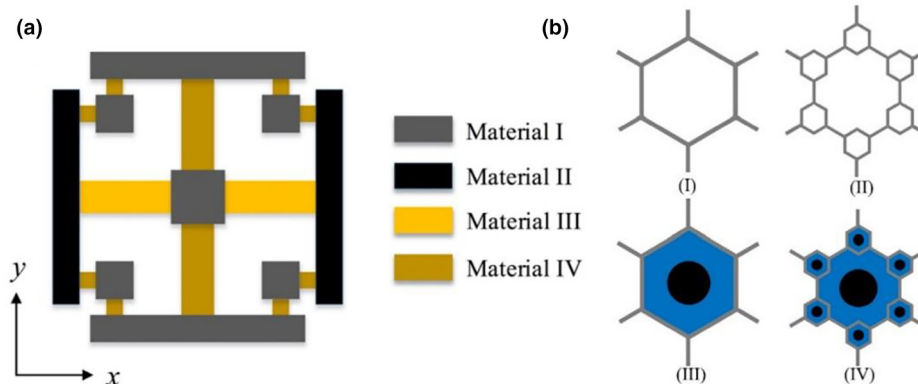 (a)
Material I
Material II
Material III
Material IV
y
x
(b)
(I)
(II)
(III)
(IV)